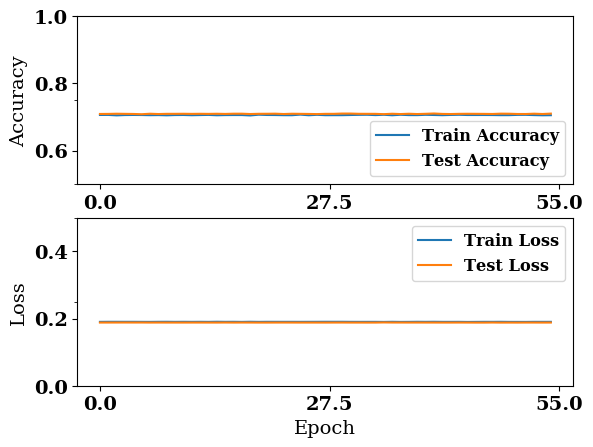 1.0
0.8
0.6
Accuracy
Train Accuracy
Test Accuracy
0.0 27.5 55.0
0.4
0.2
0.0
Loss
Train Loss
Test Loss
0.0 27.5 55.0
Epoch